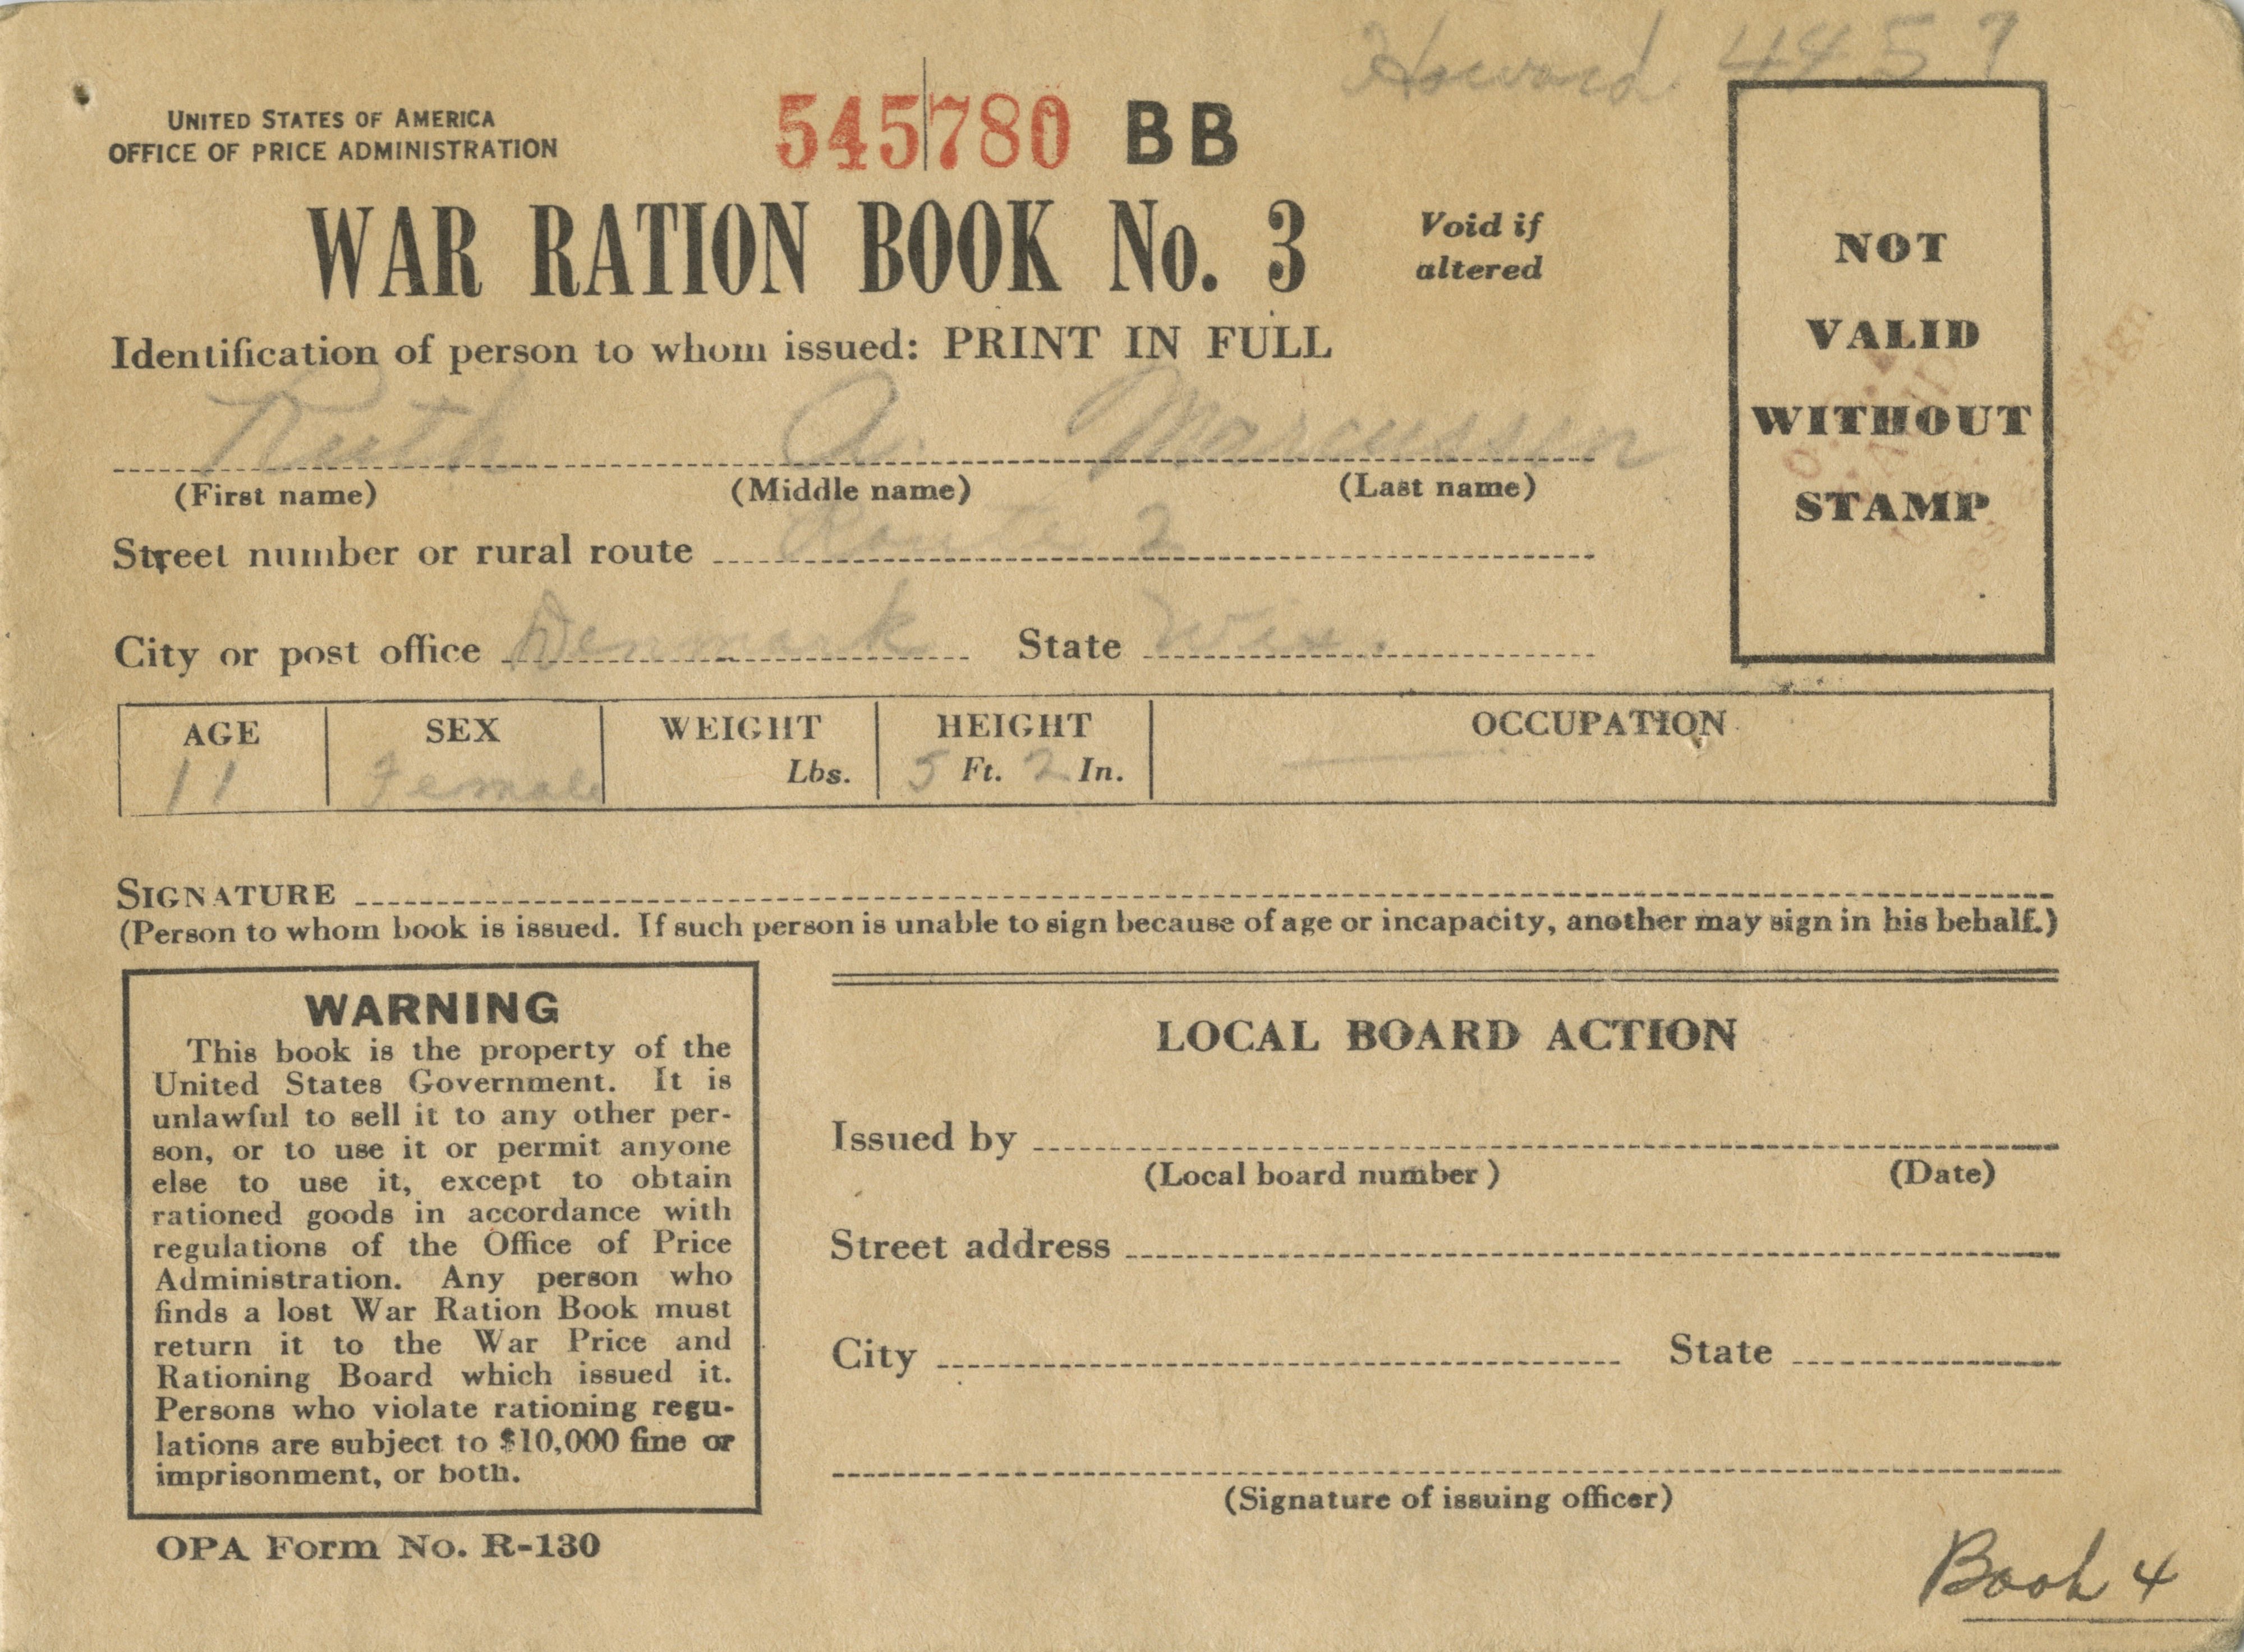 Howard 4457
UNITED STATES OF AMERICA
OFFICE OF PRICE ADMINISTRATION
545780 BB
WAR RATION BOOK No. 3
Void if
altered
NOT
VALID
WITHOUT
STAMP
Identification of person to whom issued: PRINT IN FULL
Ruth A. Marcussen
(First name) (Middle name) (Last name)
Street number or rural route Route 2
City or post office Denmark State Wis.
AGE SEX WEIGHT HEIGHT OCCUPATION
11 Female Lbs. 5 Ft. 2 In.
SIGNATURE
(Person to whom book is issued. If such person is unable to sign because of age or incapacity, another may sign in his behalf.)
WARNING
This book is the property of the
United States Government. It is
unlawful to sell it to any other per-
son, or to use it or permit anyone
else to use it, except to obtain
rationed goods in accordance with
regulations of the Office of Price
Administration. Any person who
finds a lost War Ration Book must
return it to the War Price and
Rationing Board which issued it.
Persons who violate rationing regu-
lations are subject to $10,000 fine or
imprisonment, or both.
OPA Form No. R-130
LOCAL BOARD ACTION
Issued by
(Local board number) (Date)
Street address
City State
(Signature of issuing officer)
Book 4